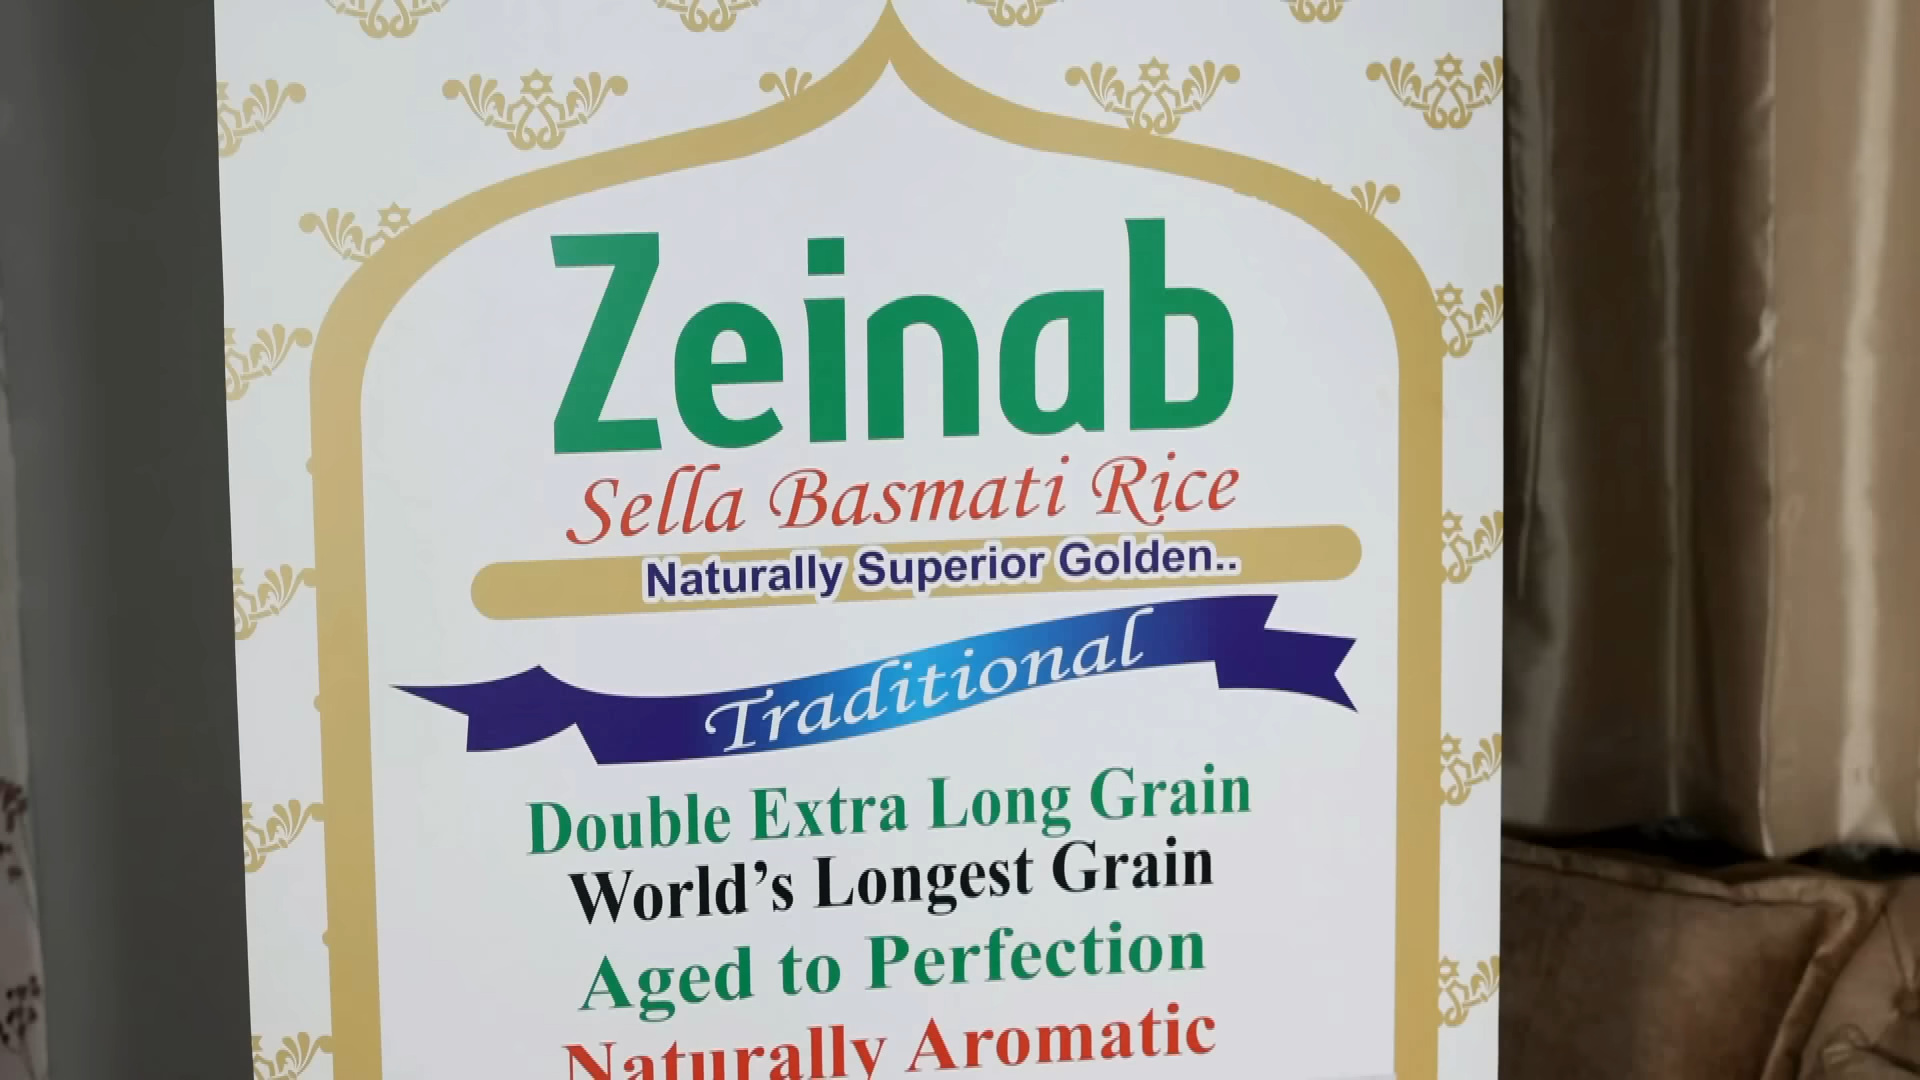 Zeinab
Sella Basmati Rice
Naturally Superior Golden..
Traditional
Double Extra Long Grain
World's Longest Grain
Aged to Perfection
Naturally Aromatic